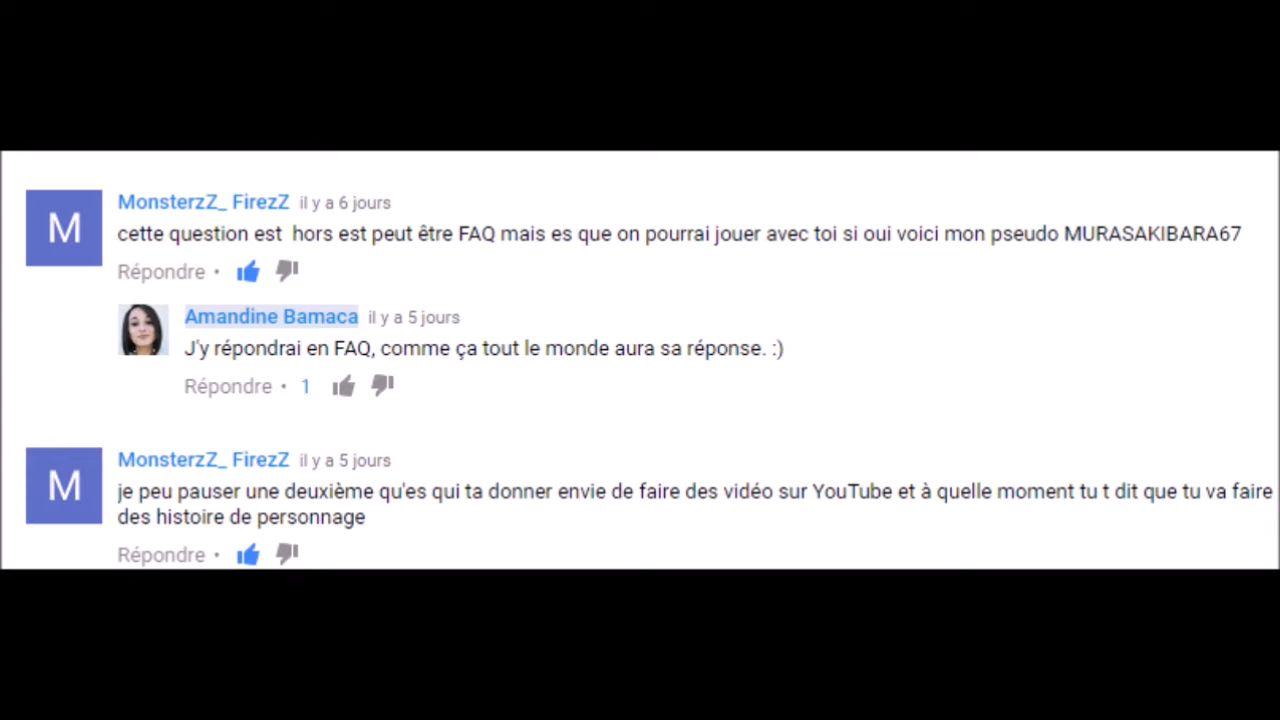 M
MonsterzZ_ FirezZ il y a 6 jours
cette question est hors est peut être FAQ mais es que on pourrai jouer avec toi si oui voici mon pseudo MURASAKIBARA67
Répondre •
Amandine Bamaca il y a 5 jours
J'y répondrai en FAQ, comme ça tout le monde aura sa réponse. :)
Répondre • 1
M
MonsterzZ_ FirezZ il y a 5 jours
je peu pauser une deuxième qu'es qui ta donner envie de faire des vidéo sur YouTube et à quelle moment tu t dit que tu va faire
des histoire de personnage
Répondre •